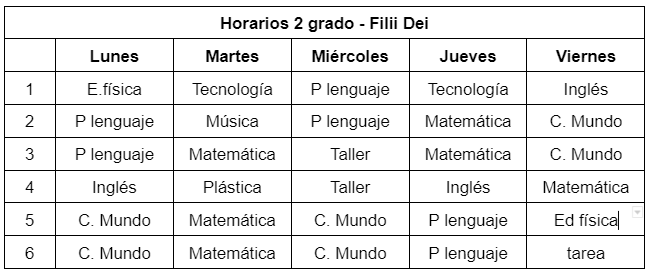 Horarios 2 grado - Filii Dei
Lunes Martes Miércoles Jueves Viernes
1 E.física Tecnología P lenguaje Tecnología Inglés
2 P lenguaje Música P lenguaje Matemática C. Mundo
3 P lenguaje Matemática Taller Matemática C. Mundo
4 Inglés Plástica Taller Inglés Matemática
5 C. Mundo Matemática C. Mundo P lenguaje Ed física
6 C. Mundo Matemática C. Mundo P lenguaje tarea